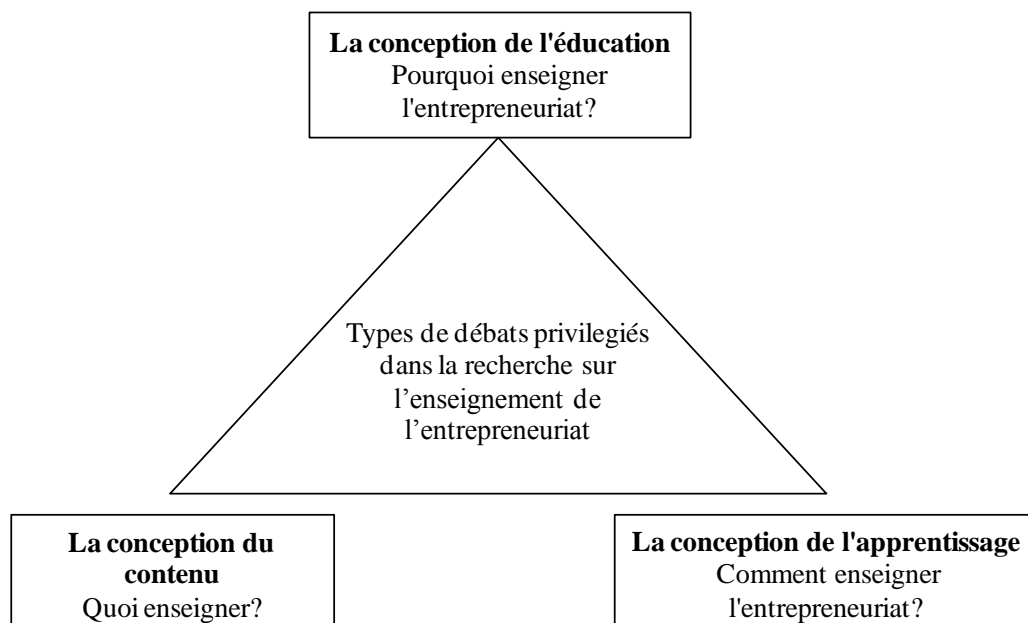 La conception de l'éducation
Pourquoi enseigner
l'entrepreneuriat?
Types de débats privilegiés
dans la recherche sur
l’enseignement de
l’entrepreneuriat
La conception du
contenu
Quoi enseigner?
La conception de l'apprentissage
Comment enseigner
l'entrepreneuriat?